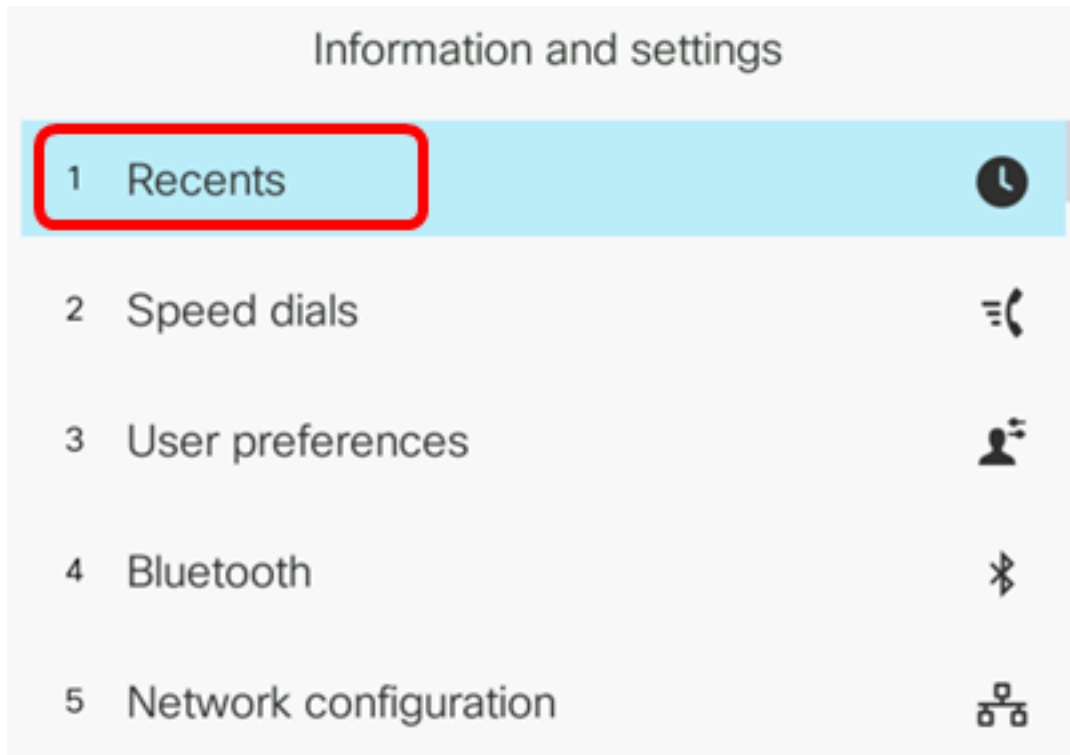 Information and settings
1 Recents
2 Speed dials
3 User preferences
4 Bluetooth
5 Network configuration